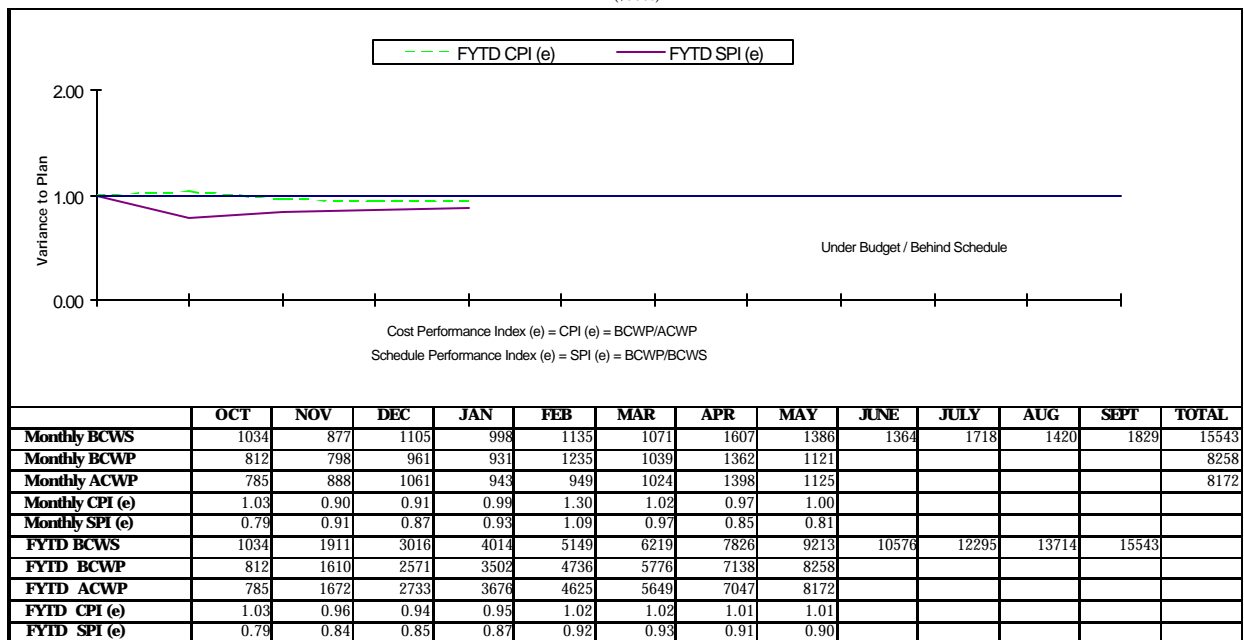 FYTD CPI (e) FYTD SPI (e)
2.00
1.00
0.00
Variance to Plan
Under Budget / Behind Schedule
Cost Performance Index (e) = CPI (e) = BCWP/ACWP
Schedule Performance Index (e) = SPI (e) = BCWP/BCWS
OCT NOV DEC JAN FEB MAR APR MAY JUNE JULY AUG SEPT TOTAL
Monthly BCWS 1034 877 1105 998 1135 1071 1607 1386 1364 1718 1420 1829 15543
Monthly BCWP 812 798 961 931 1235 1039 1362 1121 8258
Monthly ACWP 785 888 1061 943 949 1024 1398 1125 8172
Monthly CPI (e) 1.03 0.90 0.91 0.99 1.30 1.02 0.97 1.00
Monthly SPI (e) 0.79 0.91 0.87 0.93 1.09 0.97 0.85 0.81
FYTD BCWS 1034 1911 3016 4014 5149 6219 7826 9213 10576 12295 13714 15543
FYTD BCWP 812 1610 2571 3502 4736 5776 7138 8258
FYTD ACWP 785 1672 2733 3676 4625 5649 7047 8172
FYTD CPI (e) 1.03 0.96 0.94 0.95 1.02 1.02 1.01 1.01
FYTD SPI (e) 0.79 0.84 0.85 0.87 0.92 0.93 0.91 0.90